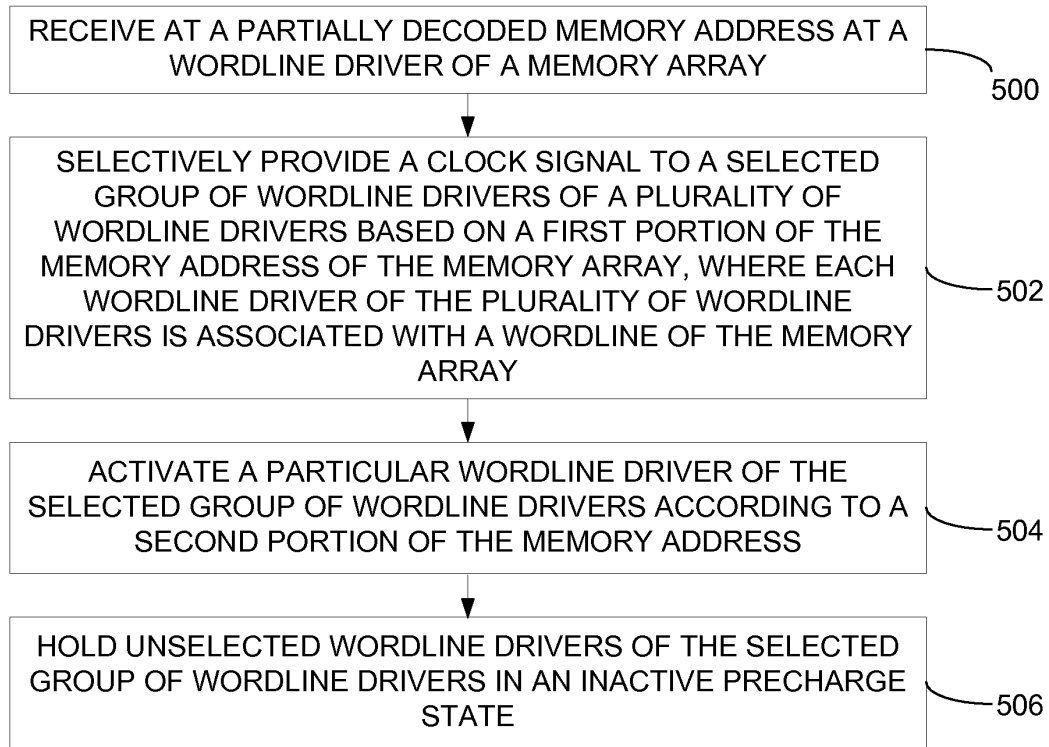 RECEIVE AT A PARTIALLY DECODED MEMORY ADDRESS AT A
WORDLINE DRIVER OF A MEMORY ARRAY
500
SELECTIVELY PROVIDE A CLOCK SIGNAL TO A SELECTED
GROUP OF WORDLINE DRIVERS OF A PLURALITY OF
WORDLINE DRIVERS BASED ON A FIRST PORTION OF THE
MEMORY ADDRESS OF THE MEMORY ARRAY, WHERE EACH
WORDLINE DRIVER OF THE PLURALITY OF WORDLINE
DRIVERS IS ASSOCIATED WITH A WORDLINE OF THE MEMORY
ARRAY
502
ACTIVATE A PARTICULAR WORDLINE DRIVER OF THE
SELECTED GROUP OF WORDLINE DRIVERS ACCORDING TO A
SECOND PORTION OF THE MEMORY ADDRESS
504
HOLD UNSELECTED WORDLINE DRIVERS OF THE SELECTED
GROUP OF WORDLINE DRIVERS IN AN INACTIVE PRECHARGE
STATE
506